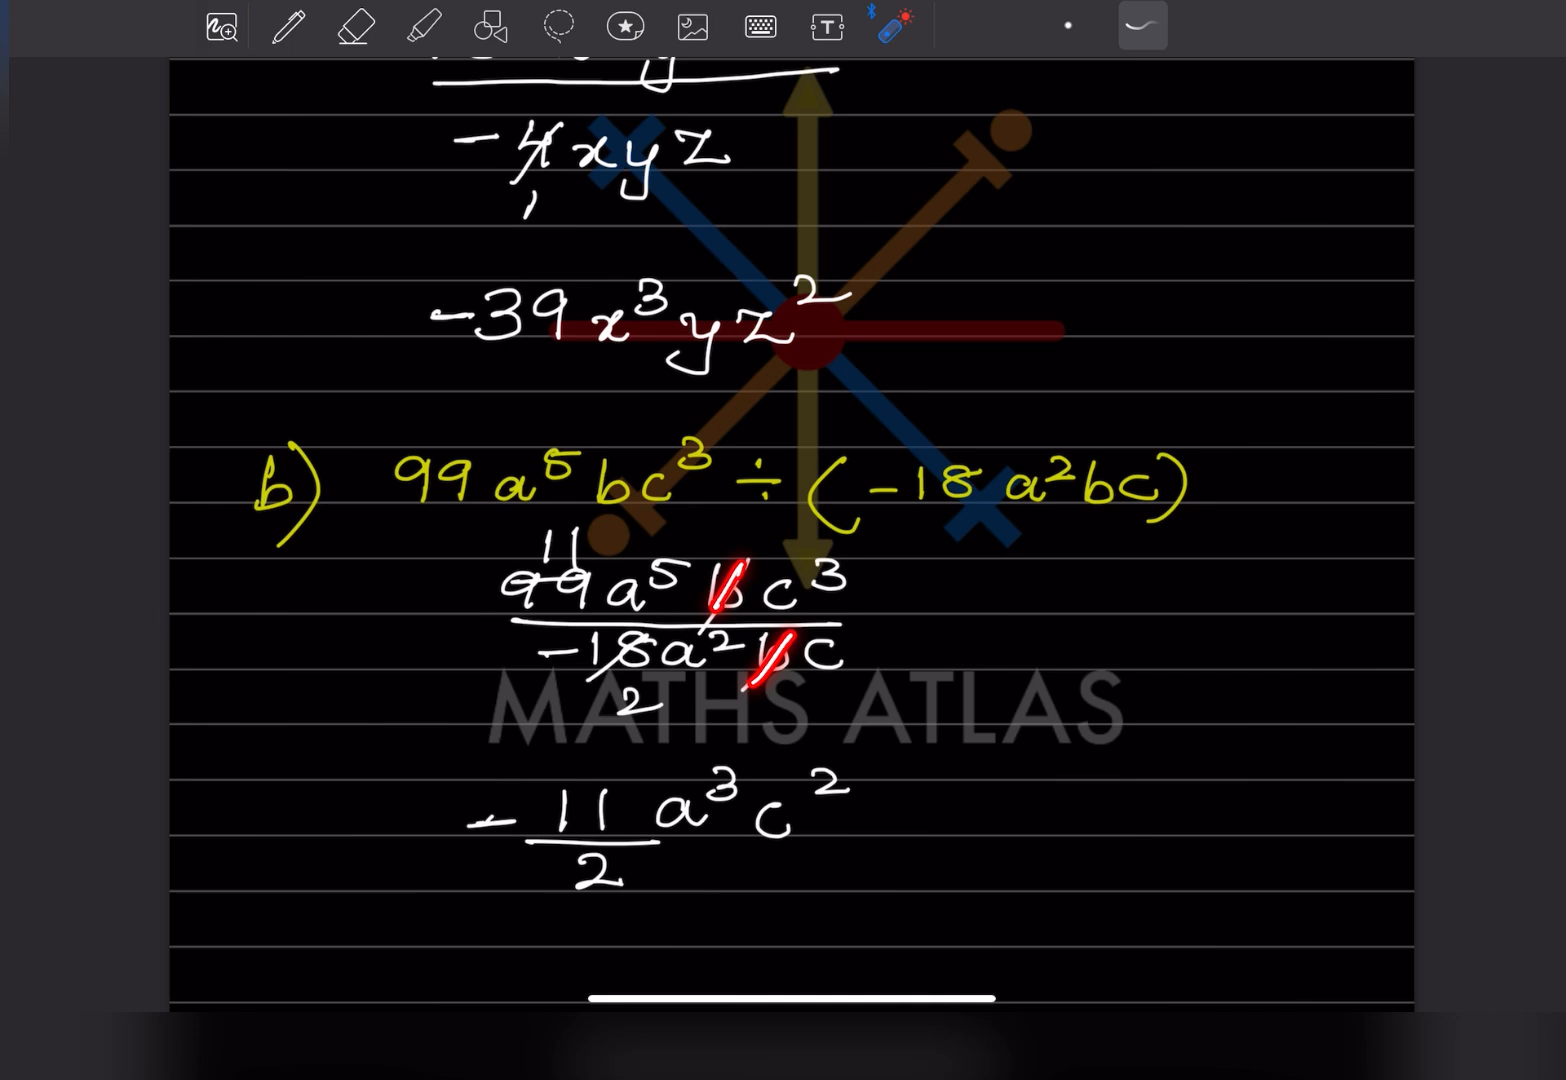 -4xyz
1
-39x³yz²
b) 99a⁵bc³ ÷ (-18a²bc)
11
99a⁵bc³
-18a²bc
2
MATHS ATLAS
-11 a³c²
2